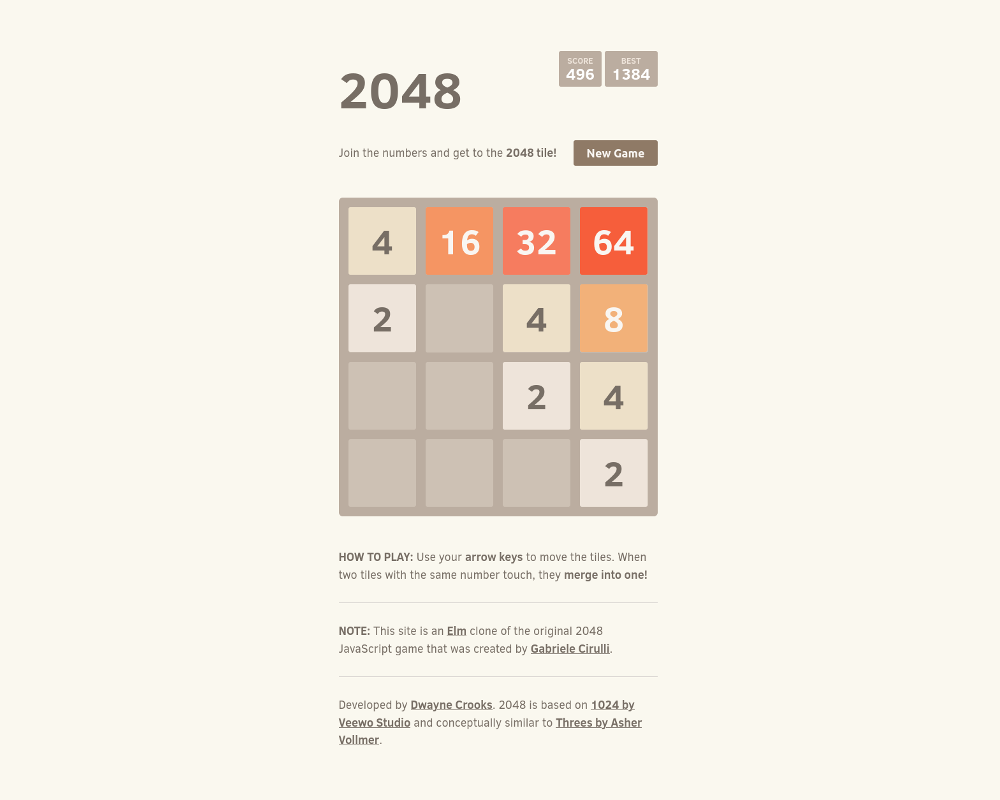 2048
SCORE
496
BEST
1384
Join the numbers and get to the 2048 tile!
New Game
4 16 32 64
2 4 8
2 4
2
HOW TO PLAY: Use your arrow keys to move the tiles. When
two tiles with the same number touch, they merge into one!
NOTE: This site is an Elm clone of the original 2048
JavaScript game that was created by Gabriele Cirulli.
Developed by Dwayne Crooks. 2048 is based on 1024 by
Veewo Studio and conceptually similar to Threes by Asher
Vollmer.